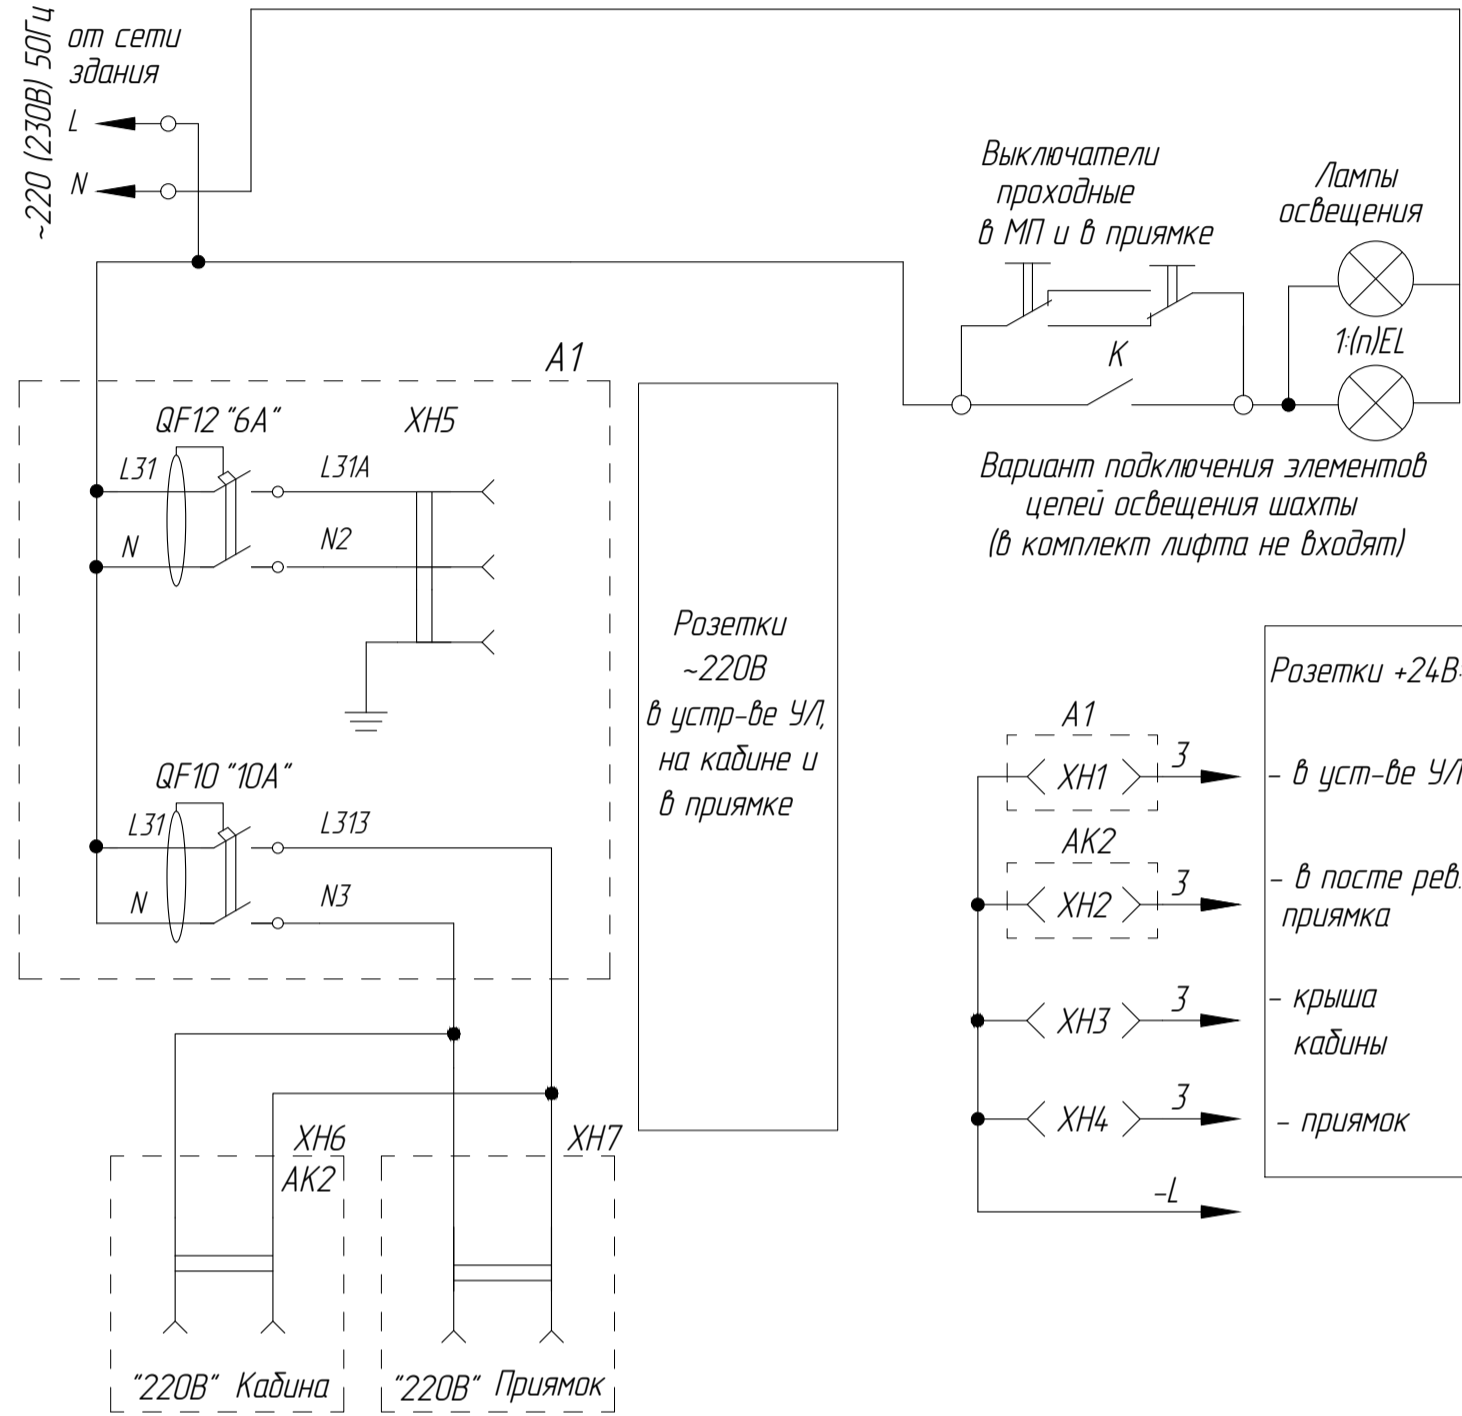 ~220 (230В) 50Гц
от сети
здания
L
N
Выключатели
проходные
в МП и в приямке
Лампы
освещения
1:(n)EL
K
Вариант подключения элементов
цепей освещения шахты
(в комплект лифта не входят)
A1
QF12 "6A"
XH5
L31
L31A
N
N2
QF10 "10A"
L31
L313
N
N3
Розетки
~220В
в устр-ве УЛ,
на кабине и
в приямке
XH6
AK2
XH7
"220В" Кабина
"220В" Приямок
Розетки +24В:
A1
XH1
3
- в уст-ве УЛ
AK2
XH2
3
- в посте рев.
приямка
XH3
3
- крыша
кабины
XH4
3
- приямок
-L